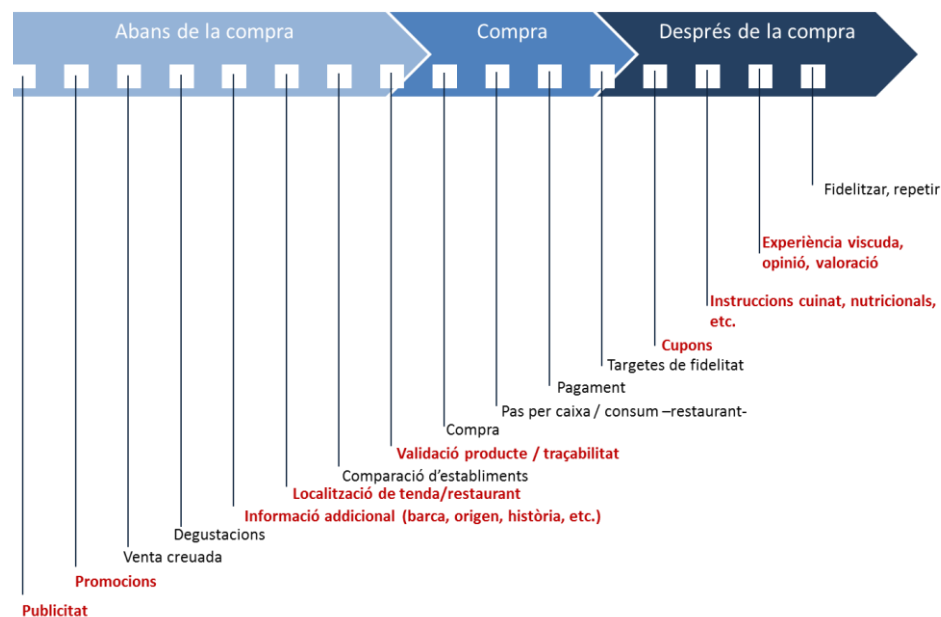 Abans de la compra
Compra
Després de la compra
Fidelitzar, repetir
Experiència viscuda,
opinió, valoració
Instruccions cuinat, nutricionals,
etc.
Cupons
Targetes de fidelitat
Pagament
Pas per caixa / consum –restaurant-
Compra
Validació producte / traçabilitat
Comparació d’establiments
Localització de tenda/restaurant
Informació addicional (barca, origen, història, etc.)
Degustacions
Venta creuada
Promocions
Publicitat